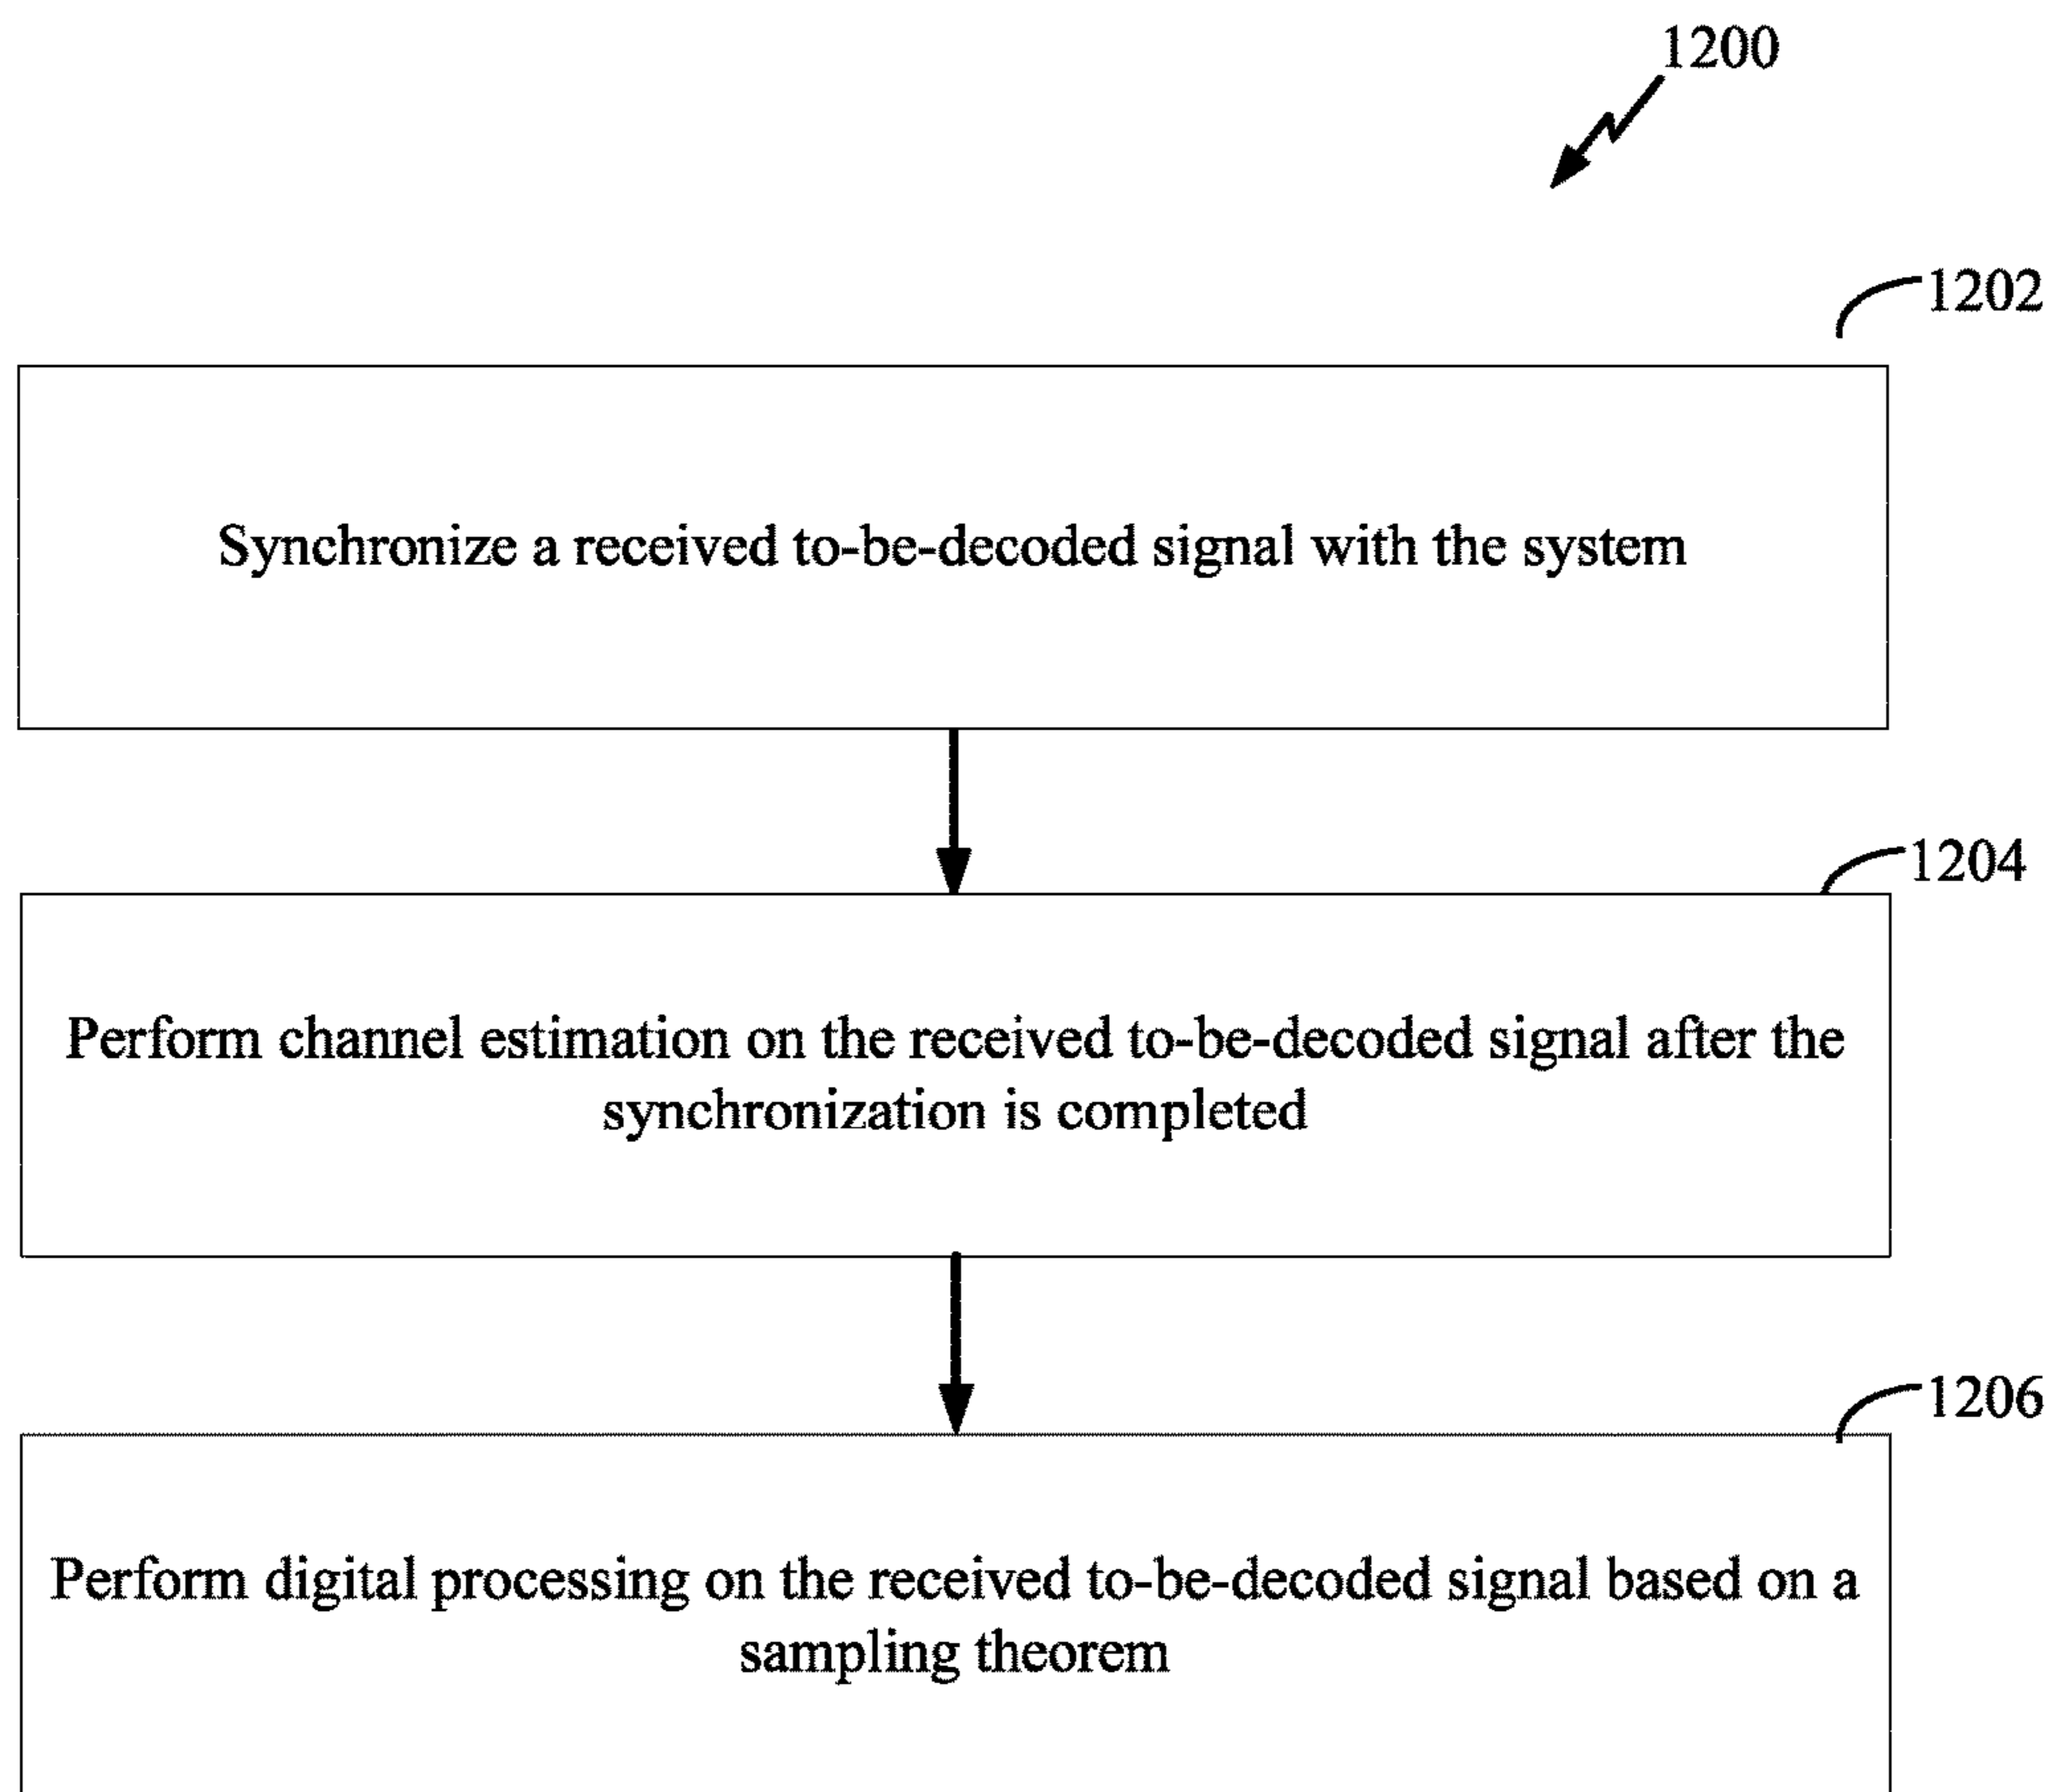 1200
1202
Synchronize a received to-be-decoded signal with the system
1204
Perform channel estimation on the received to-be-decoded signal after the
synchronization is completed
1206
Perform digital processing on the received to-be-decoded signal based on a
sampling theorem